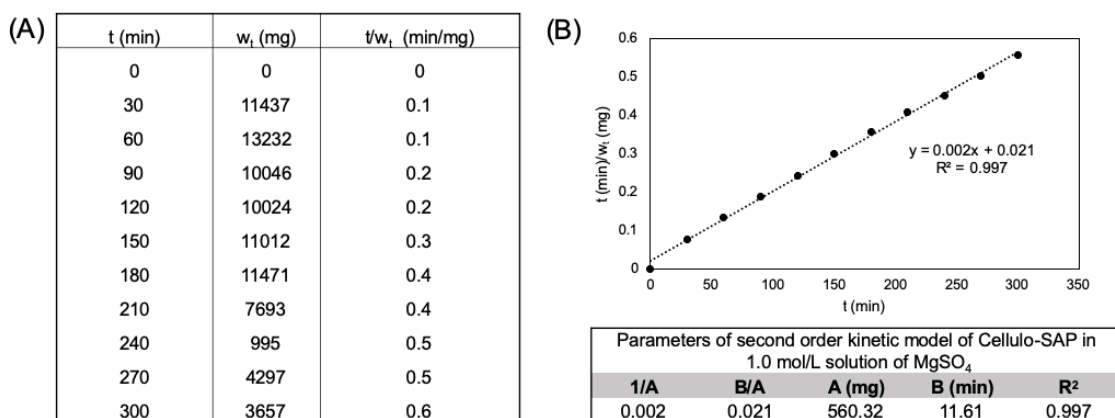 (A)
t (min) wₜ (mg) t/wₜ (min/mg)
0 0 0
30 11437 0.1
60 13232 0.1
90 10046 0.2
120 10024 0.2
150 11012 0.3
180 11471 0.4
210 7693 0.4
240 995 0.5
270 4297 0.5
300 3657 0.6
(B)
t (min)/wₜ (mg)
0.6
0.5
0.4
0.3
0.2
0.1
0
y = 0.002x + 0.021
R² = 0.997
0 50 100 150 200 250 300 350
t (min)
Parameters of second order kinetic model of Cellulo-SAP in
1.0 mol/L solution of MgSO₄
1/A B/A A (mg) B (min) R²
0.002 0.021 560.32 11.61 0.997